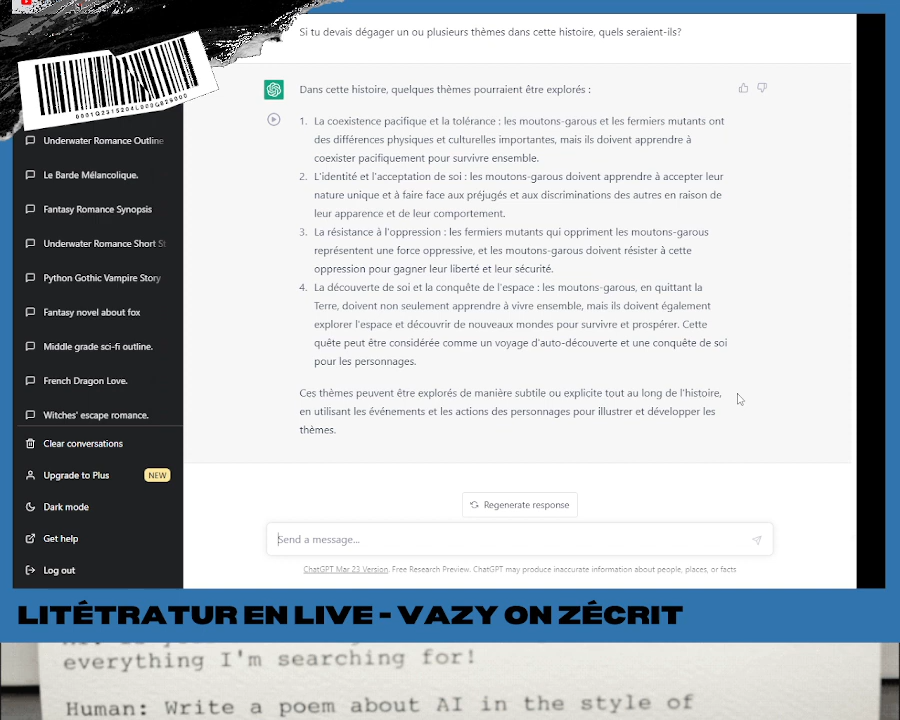 Si tu devais dégager un ou plusieurs thèmes dans cette histoire, quels seraient-ils?
Dans cette histoire, quelques thèmes pourraient être explorés :
1. La coexistence pacifique et la tolérance : les moutons-garous et les fermiers mutants ont
des différences physiques et culturelles importantes, mais ils doivent apprendre à
coexister pacifiquement pour survivre ensemble.
2. L'identité et l'acceptation de soi : les moutons-garous doivent apprendre à accepter leur
nature unique et à faire face aux préjugés et aux discriminations des autres en raison de
leur apparence et de leur comportement.
3. La résistance à l'oppression : les fermiers mutants qui oppriment les moutons-garous
représentent une force oppressive, et les moutons-garous doivent résister à cette
oppression pour gagner leur liberté et leur sécurité.
4. La découverte de soi et la conquête de l'espace : les moutons-garous, en quittant la
Terre, doivent non seulement apprendre à vivre ensemble, mais ils doivent également
explorer l'espace et découvrir de nouveaux mondes pour survivre et prospérer. Cette
quête peut être considérée comme un voyage d'auto-découverte et une conquête de soi
pour les personnages.
Ces thèmes peuvent être explorés de manière subtile ou explicite tout au long de l'histoire,
en utilisant les événements et les actions des personnages pour illustrer et développer les
thèmes.
Underwater Romance Outline
Le Barde Mélancolique.
Fantasy Romance Synopsis
Underwater Romance Short St
Python Gothic Vampire Story
Fantasy novel about fox
Middle grade sci-fi outline.
French Dragon Love.
Witches' escape romance.
Clear conversations
Upgrade to Plus NEW
Dark mode
Get help
Log out
Regenerate response
Send a message...
ChatGPT Mar 23 Version. Free Research Preview. ChatGPT may produce inaccurate information about people, places, or facts
LITÉTRATUR EN LIVE - VAZY ON ZÉCRIT
everything I'm searching for!
Human: Write a poem about AI in the style of